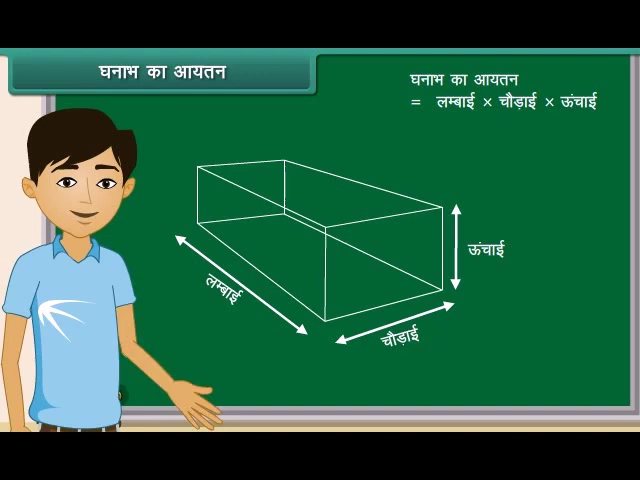 घनाभ का आयतन
घनाभ का आयतन
= लम्बाई × चौड़ाई × ऊंचाई
ऊंचाई
लम्बाई
चौड़ाई